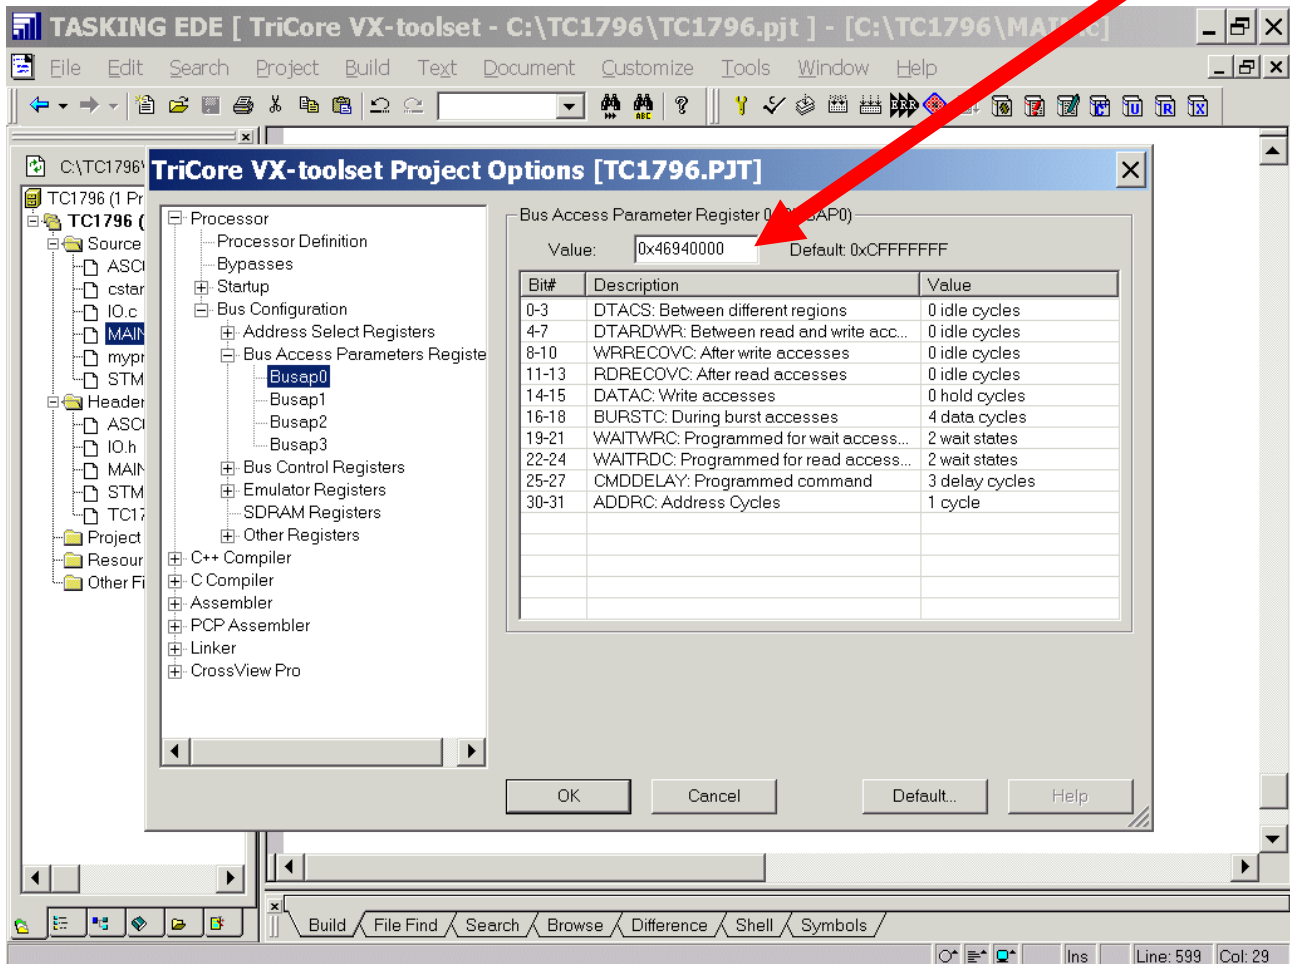 TASKING EDE [ TriCore VX-toolset - C:\TC1796\TC1796.pjt ] - [C:\TC1796\MAIN.c]
File Edit Search Project Build Text Document Customize Tools Window Help
C:\TC1796\
TriCore VX-toolset Project Options [TC1796.PJT]
TC1796 (1 Pr
TC1796 (
Source
ASC
cstar
IO.c
MAIN
mypr
STM
Header
ASC
IO.h
MAIN
STM
TC17
Project
Resour
Other Fi
Processor
Processor Definition
Bypasses
Startup
Bus Configuration
Address Select Registers
Bus Access Parameters Registe
Busap0
Busap1
Busap2
Busap3
Bus Control Registers
Emulator Registers
SDRAM Registers
Other Registers
C++ Compiler
C Compiler
Assembler
PCP Assembler
Linker
CrossView Pro
Bus Access Parameter Register 0
Value: 0x46940000 Default: 0xCFFFFFFF
Bit# Description Value
0-3 DTACS: Between different regions 0 idle cycles
4-7 DTARDWR: Between read and write acc... 0 idle cycles
8-10 WRRECOVC: After write accesses 0 idle cycles
11-13 RDRECOVC: After read accesses 0 idle cycles
14-15 DATAC: Write accesses 0 hold cycles
16-18 BURSTC: During burst accesses 4 data cycles
19-21 WAITWRC: Programmed for wait access... 2 wait states
22-24 WAITRDC: Programmed for read access... 2 wait states
25-27 CMDDELAY: Programmed command 3 delay cycles
30-31 ADDRC: Address Cycles 1 cycle
OK Cancel Default... Help
Build File Find Search Browse Difference Shell Symbols
Ins Line: 599 Col: 29